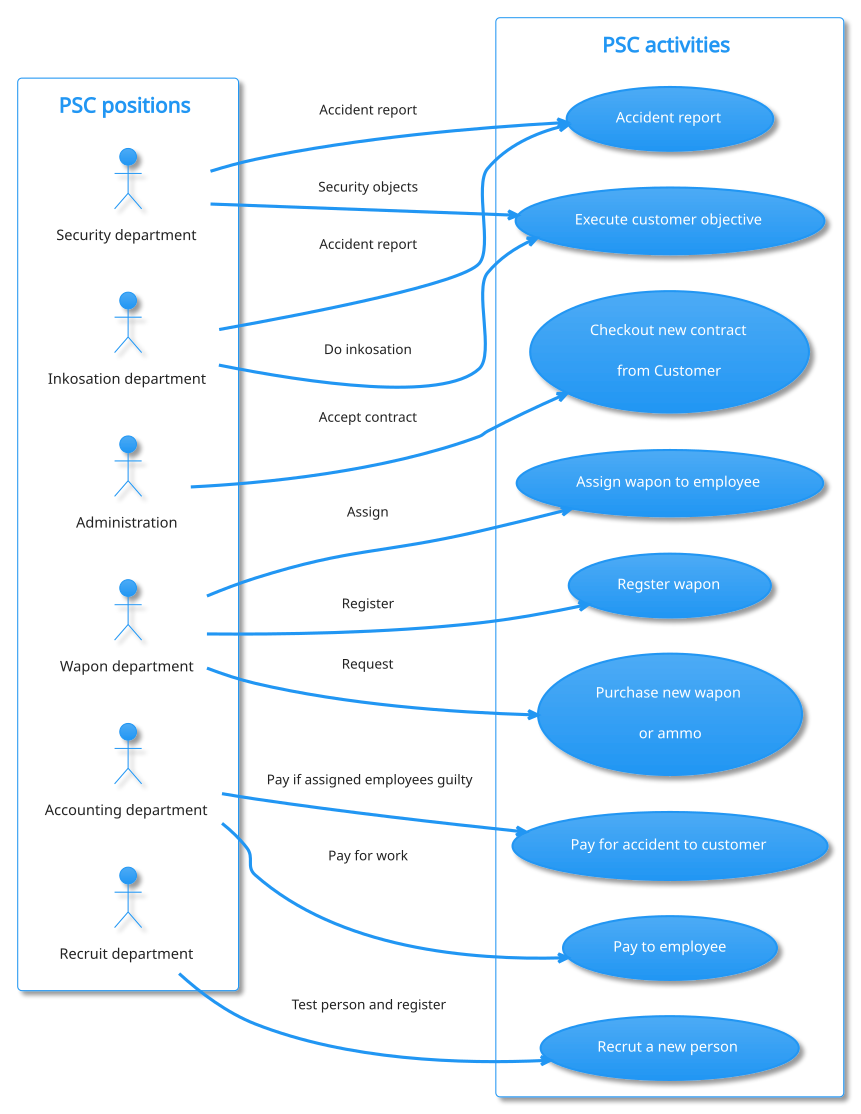 PSC positions
Security department
Inkosation department
Administration
Wapon department
Accounting department
Recruit department
Accident report
Security objects
Accident report
Do inkosation
Accept contract
Assign
Register
Request
Pay if assigned employees guilty
Pay for work
Test person and register
PSC activities
Accident report
Execute customer objective
Checkout new contract
from Customer
Assign wapon to employee
Regster wapon
Purchase new wapon
or ammo
Pay for accident to customer
Pay to employee
Recrut a new person